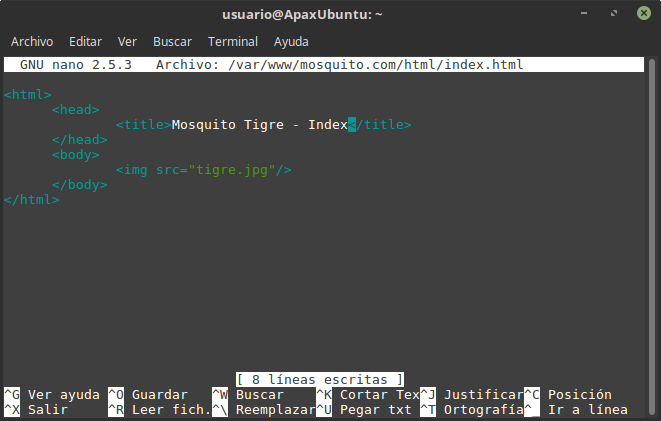 usuario@ApaxUbuntu: ~
Archivo Editar Ver Buscar Terminal Ayuda
GNU nano 2.5.3 Archivo: /var/www/mosquito.com/html/index.html
<html>
<head>
<title>Mosquito Tigre - Index</title>
</head>
<body>
<img src="tigre.jpg"/>
</body>
</html>
[ 8 líneas escritas ]
^G Ver ayuda ^O Guardar ^W Buscar ^K Cortar Tex ^J Justificar ^C Posición
^X Salir ^R Leer fich. ^\ Reemplazar ^U Pegar txt ^T Ortografía ^_ Ir a línea